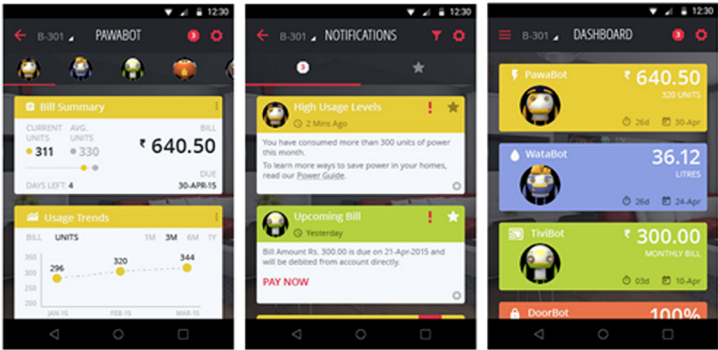 12:30
B-301 PAWABOT 3
Bill Summary
CURRENT UNITS
AVG. UNITS
BILL
311
330
₹ 640.50
DUE
DAYS LEFT: 4
30-APR-15
Usage Trends
BILL UNITS 1M 3M 6M 1Y
350
300
250
200
296
320
344
JAN-15 FEB-15 MAR-15
12:30
B-301 NOTIFICATIONS
3
High Usage Levels
2 Mins Ago
You have consumed more than 300 units of power
this month.
To learn more ways to save power in your homes,
read our Power Guide.
Upcoming Bill
Yesterday
Bill Amount Rs. 300.00 is due on 21-Apr-2015 and
will be debited from account directly.
PAY NOW
12:30
B-301 DASHBOARD 3
PawaBot
₹ 640.50
320 UNITS
26d 30-Apr
WataBot
36.12
LITRES
26d 24-Apr
TiviBot
₹ 300.00
MONTHLY BILL
03d 10-Apr
DoorBot
100%